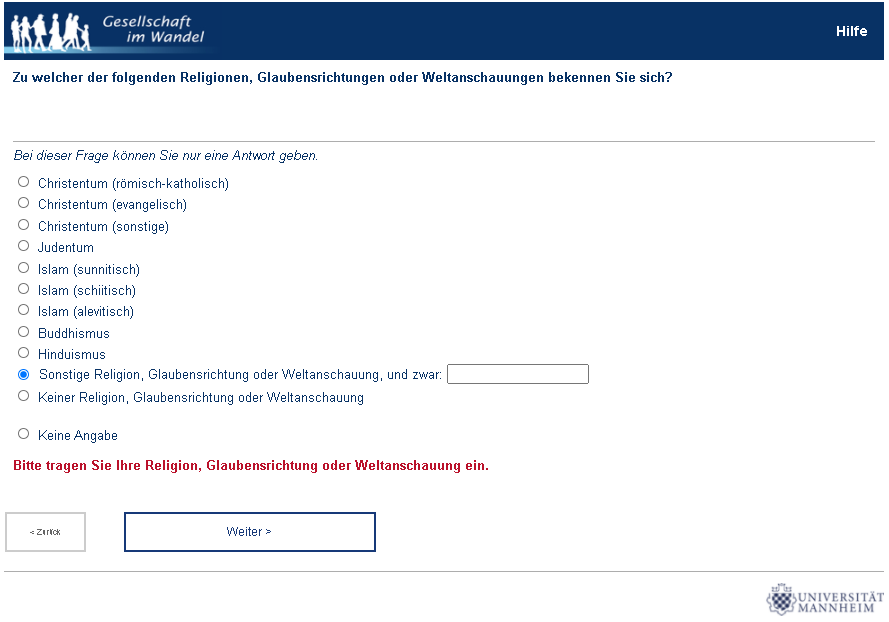 Gesellschaft
im Wandel
Hilfe
Zu welcher der folgenden Religionen, Glaubensrichtungen oder Weltanschauungen bekennen Sie sich?
Bei dieser Frage können Sie nur eine Antwort geben.
Christentum (römisch-katholisch)
Christentum (evangelisch)
Christentum (sonstige)
Judentum
Islam (sunnitisch)
Islam (schiitisch)
Islam (alevitisch)
Buddhismus
Hinduismus
Sonstige Religion, Glaubensrichtung oder Weltanschauung, und zwar:
Keiner Religion, Glaubensrichtung oder Weltanschauung
Keine Angabe
Bitte tragen Sie Ihre Religion, Glaubensrichtung oder Weltanschauung ein.
< Zurück
Weiter >
UNIVERSITÄT
MANNHEIM